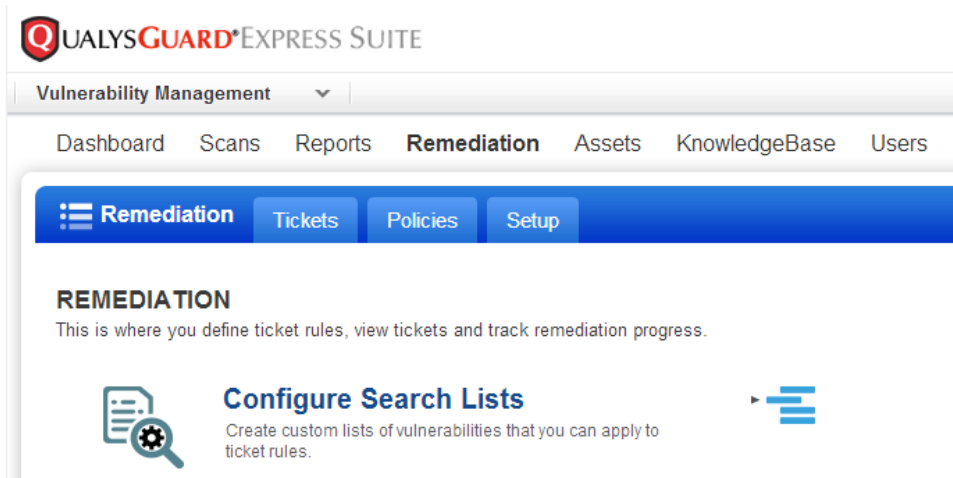 QUALYSGUARD® EXPRESS SUITE
Vulnerability Management
Dashboard Scans Reports Remediation Assets KnowledgeBase Users
Remediation Tickets Policies Setup
REMEDIATION
This is where you define ticket rules, view tickets and track remediation progress.
Configure Search Lists
Create custom lists of vulnerabilities that you can apply to
ticket rules.